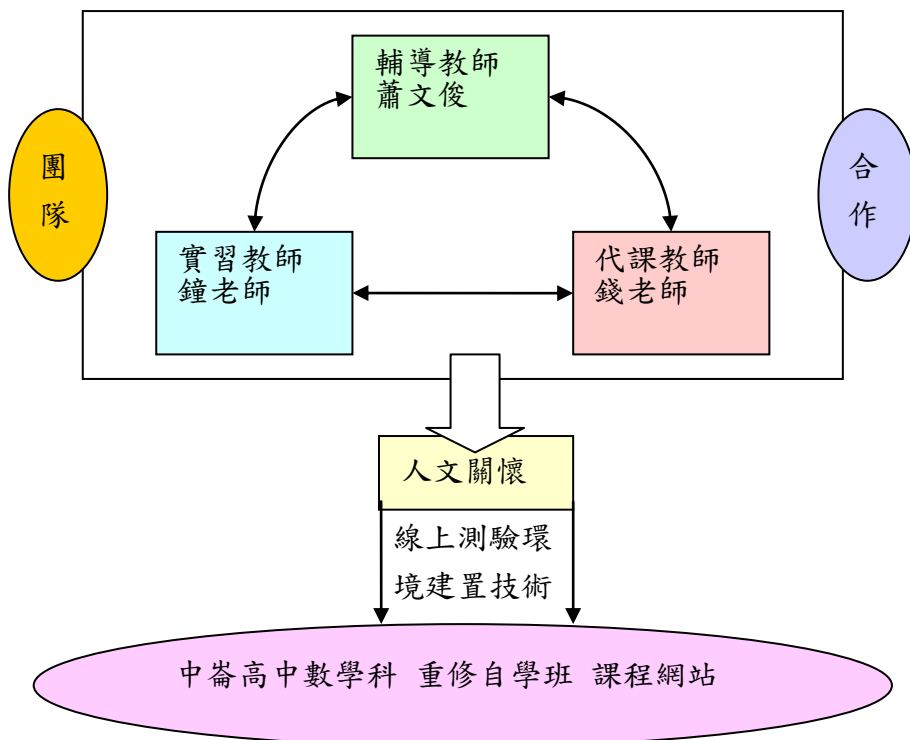 輔導教師
蕭文俊
團
隊
合
作
實習教師
鐘老師
代課教師
錢老師
人文關懷
線上測驗環
境建置技術
中崙高中數學科 重修自學班 課程網站